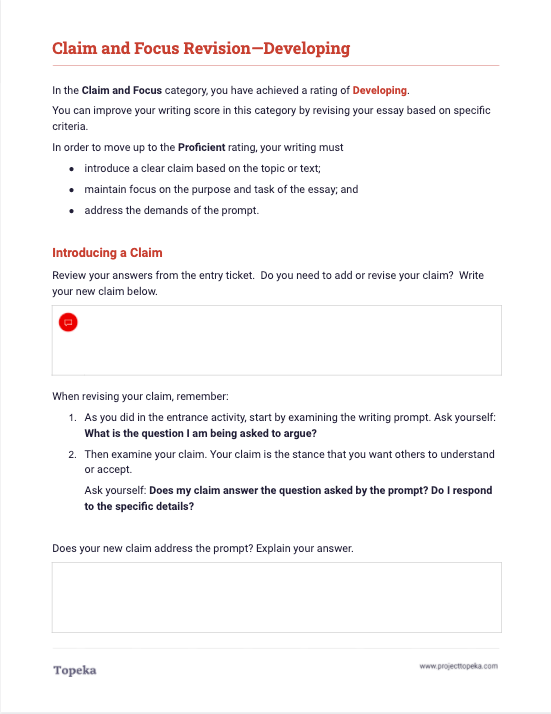 Claim and Focus Revision—Developing
In the Claim and Focus category, you have achieved a rating of Developing.
You can improve your writing score in this category by revising your essay based on specific
criteria.
In order to move up to the Proficient rating, your writing must
● introduce a clear claim based on the topic or text;
● maintain focus on the purpose and task of the essay; and
● address the demands of the prompt.
Introducing a Claim
Review your answers from the entry ticket.  Do you need to add or revise your claim?  Write
your new claim below.
When revising your claim, remember:
1. As you did in the entrance activity, start by examining the writing prompt. Ask yourself:
What is the question I am being asked to argue?
2. Then examine your claim. Your claim is the stance that you want others to understand
or accept.
Ask yourself: Does my claim answer the question asked by the prompt? Do I respond
to the specific details?
Does your new claim address the prompt? Explain your answer.
Topeka
www.projecttopeka.com